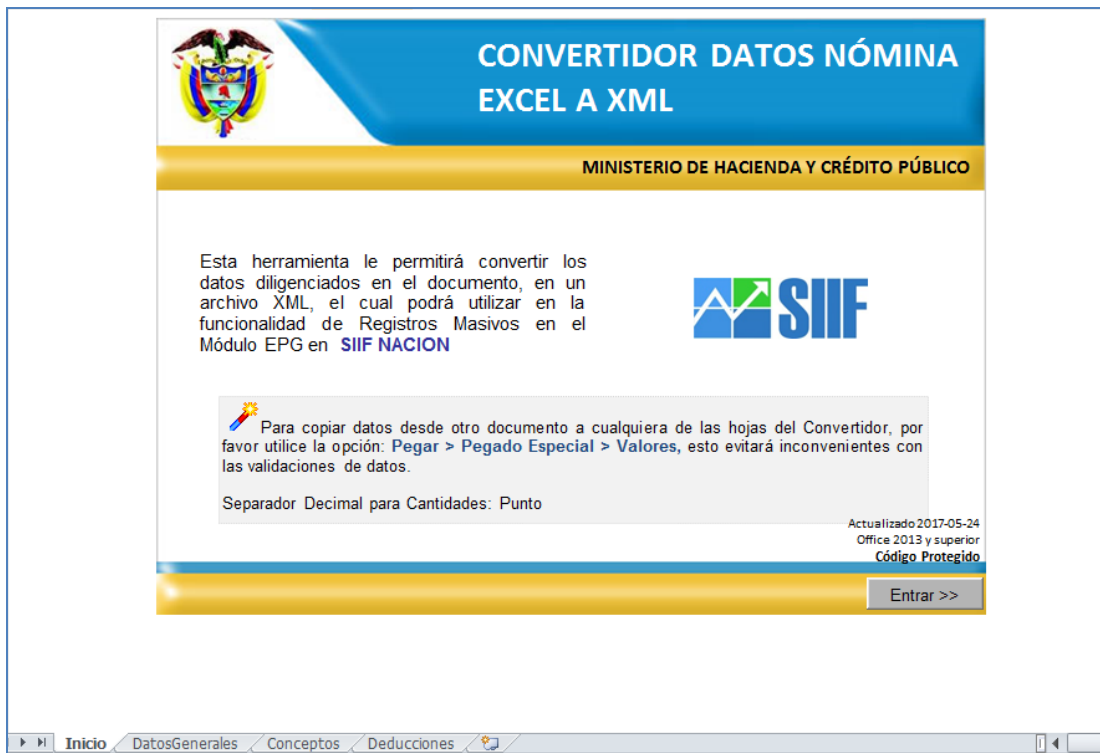 CONVERTIDOR DATOS NÓMINA
EXCEL A XML
MINISTERIO DE HACIENDA Y CRÉDITO PÚBLICO
Esta herramienta le permitirá convertir los
datos diligenciados en el documento, en un
archivo XML, el cual podrá utilizar en la
funcionalidad de Registros Masivos en el
Módulo EPG en SIIF NACION
SIIF
Para copiar datos desde otro documento a cualquiera de las hojas del Convertidor, por
favor utilice la opción: Pegar > Pegado Especial > Valores, esto evitará inconvenientes con
las validaciones de datos.
Separador Decimal para Cantidades: Punto
Actualizado 2017-05-24
Office 2013 y superior
Código Protegido
Entrar >>
Inicio DatosGenerales Conceptos Deducciones